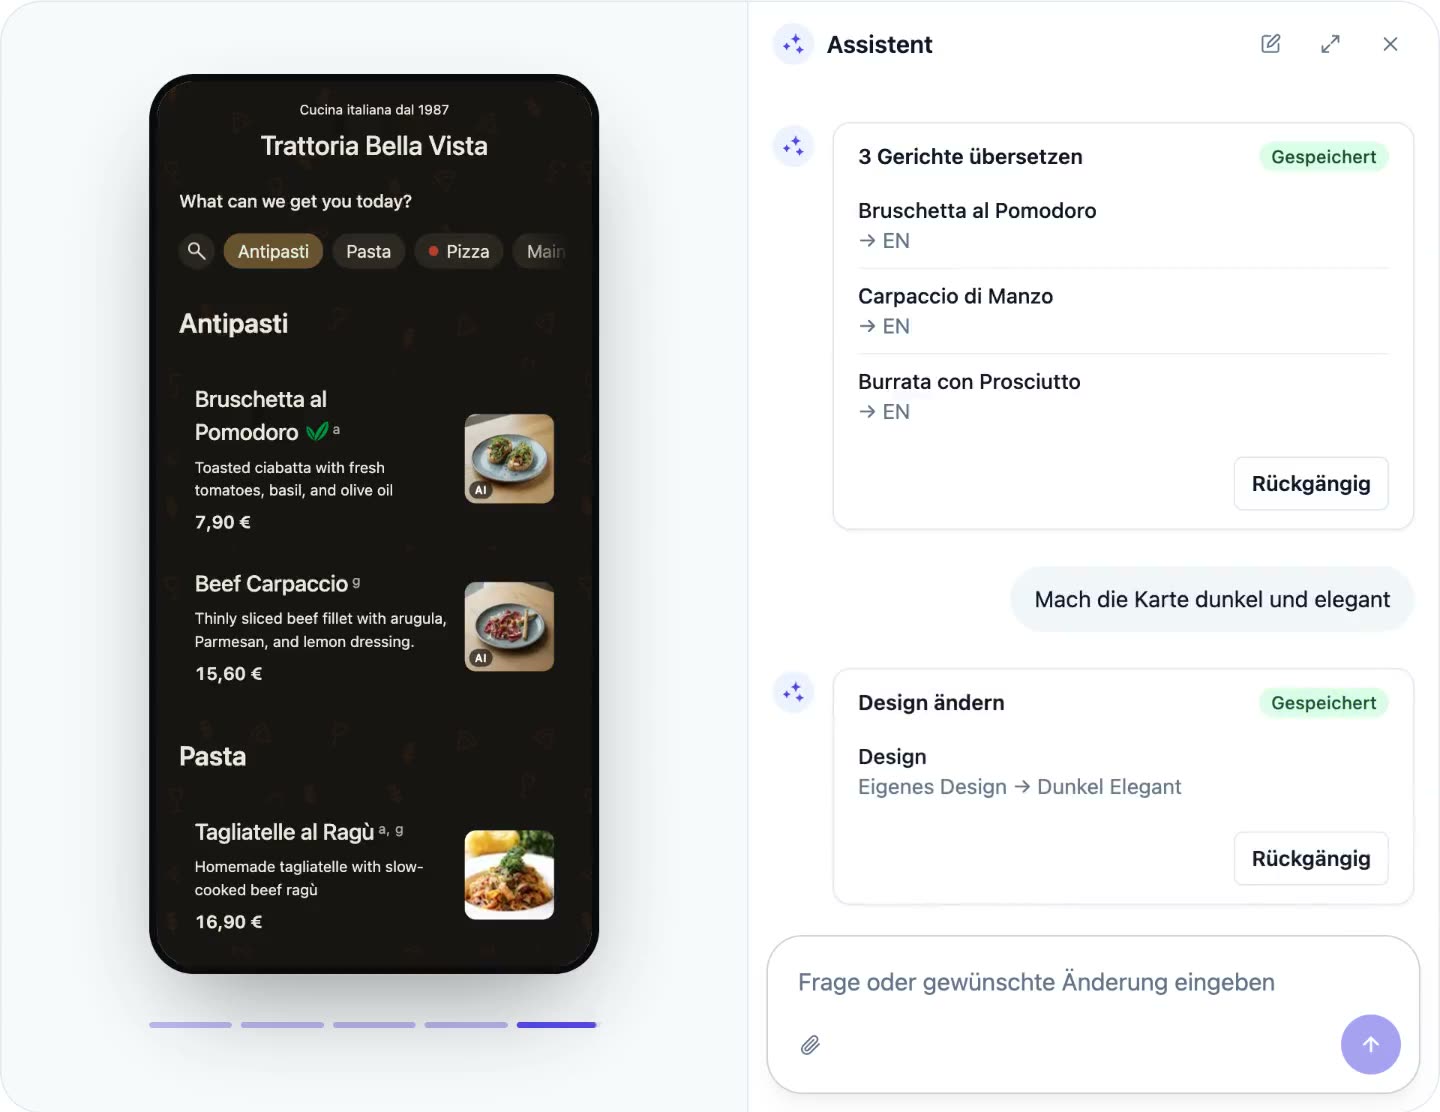 Cucina italiana dal 1987
Trattoria Bella Vista
What can we get you today?
Antipasti
Pasta
Pizza
Main
Antipasti
Bruschetta al
Pomodoro a
Toasted ciabatta with fresh
tomatoes, basil, and olive oil
7,90 €
AI
Beef Carpaccio g
Thinly sliced beef fillet with arugula,
Parmesan, and lemon dressing.
15,60 €
AI
Pasta
Tagliatelle al Ragù a, g
Homemade tagliatelle with slow-
cooked beef ragù
16,90 €
Assistent
3 Gerichte übersetzen
Gespeichert
Bruschetta al Pomodoro
→ EN
Carpaccio di Manzo
→ EN
Burrata con Prosciutto
→ EN
Rückgängig
Mach die Karte dunkel und elegant
Design ändern
Gespeichert
Design
Eigenes Design → Dunkel Elegant
Rückgängig
Frage oder gewünschte Änderung eingeben